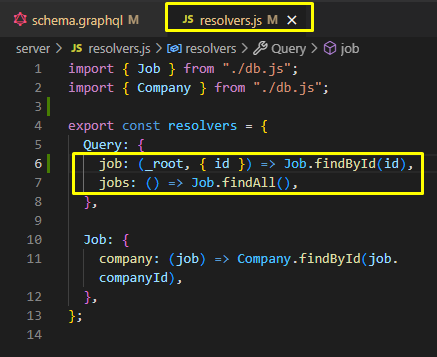 schema.graphql M JS resolvers.js M ×
server > JS resolvers.js > resolvers > Query > job
1 import { Job } from "./db.js";
2 import { Company } from "./db.js";
3
4 export const resolvers = {
5 Query: {
6 job: (_root, { id }) => Job.findById(id),
7 jobs: () => Job.findAll(),
8 },
9
10 Job: {
11 company: (job) => Company.findById(job.
companyId),
12 },
13 };
14